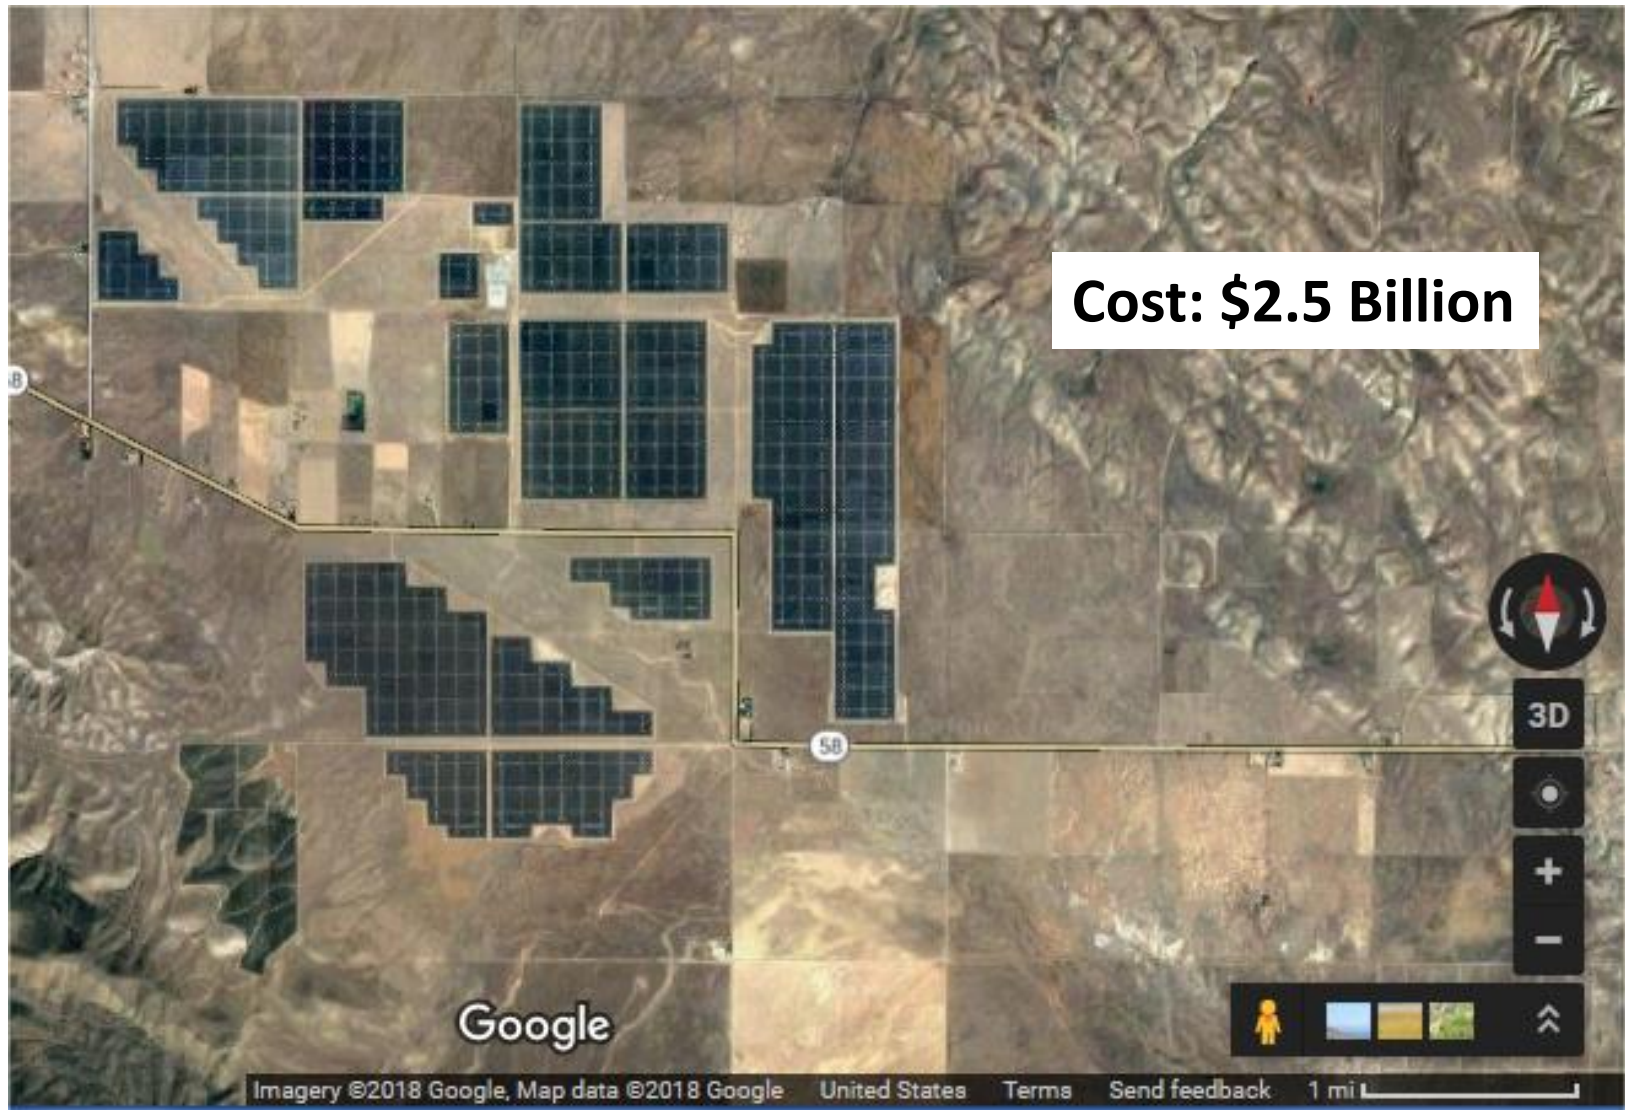 Cost: $2.5 Billion
8
58
3D
Google
Imagery ©2018 Google, Map data ©2018 Google United States Terms Send feedback 1 mi